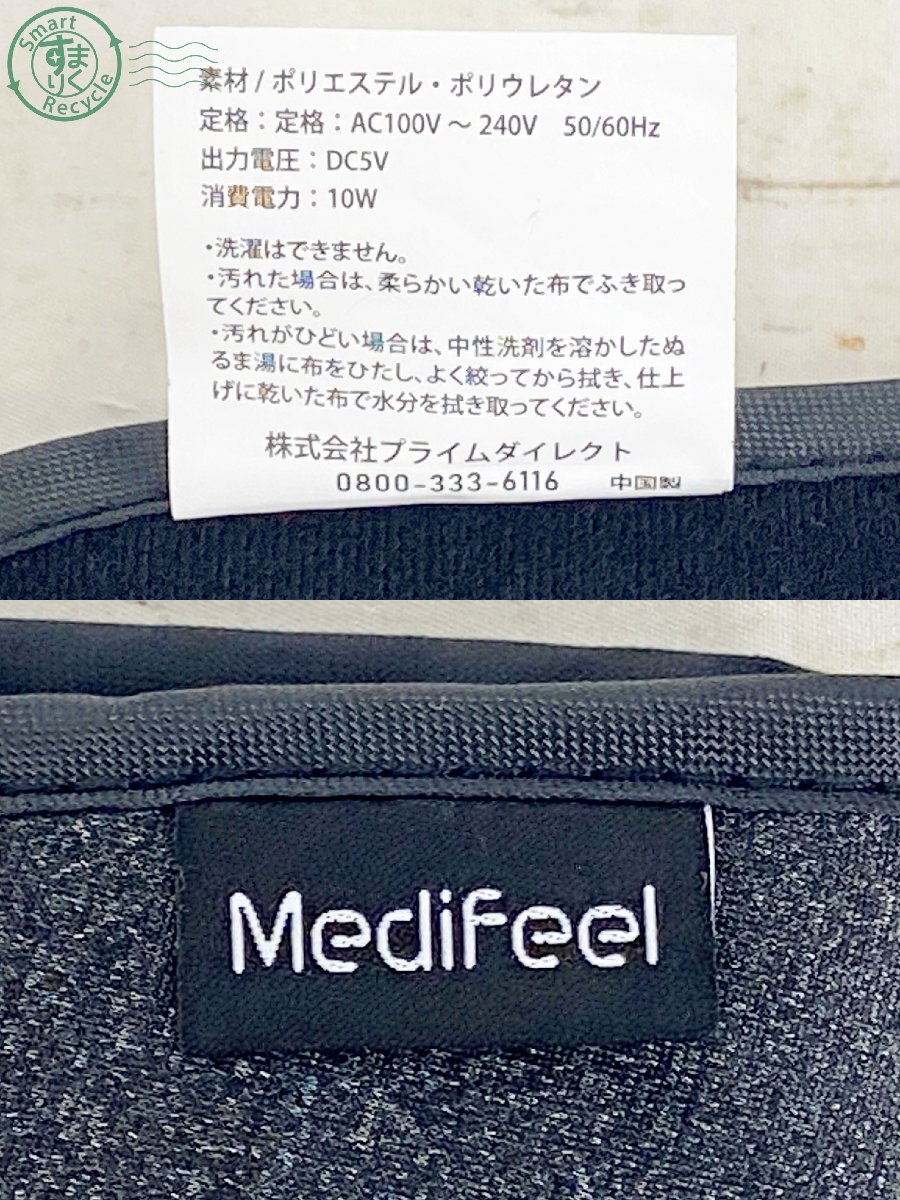 Smart
すまりく
Recycle
素材 / ポリエステル・ポリウレタン
定格：定格：AC100V ～ 240V 50/60Hz
出力電圧：DC5V
消費電力：10W
・洗濯はできません。
・汚れた場合は、柔らかい乾いた布でふき取っ
てください。
・汚れがひどい場合は、中性洗剤を溶かしたぬ
るま湯に布をひたし、よく絞ってから拭き、仕上
げに乾いた布で水分を拭き取ってください。
株式会社プライムダイレクト
0800-333-6116 中国製
Medifeel